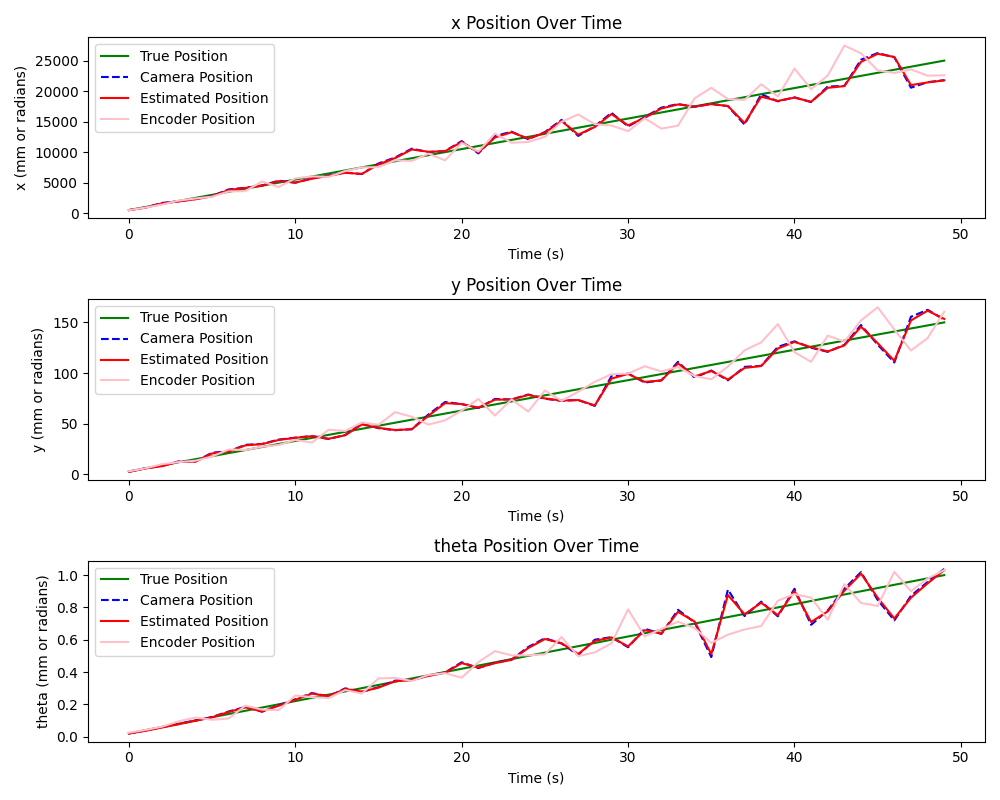 x Position Over Time
True Position
Camera Position
Estimated Position
Encoder Position
x (mm or radians)
25000
20000
15000
10000
5000
0
0 10 20 30 40 50
Time (s)
y Position Over Time
True Position
Camera Position
Estimated Position
Encoder Position
y (mm or radians)
150
100
50
0
0 10 20 30 40 50
Time (s)
theta Position Over Time
True Position
Camera Position
Estimated Position
Encoder Position
theta (mm or radians)
1.0
0.8
0.6
0.4
0.2
0.0
0 10 20 30 40 50
Time (s)